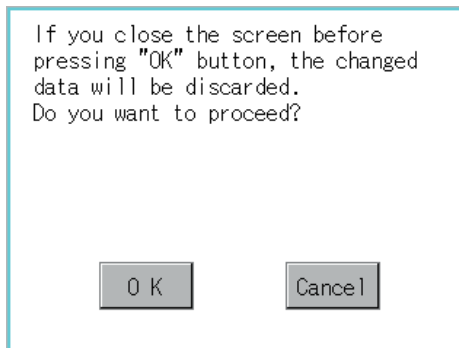 If you close the screen before
pressing "OK" button, the changed
data will be discarded.
Do you want to proceed?
O K
Cancel